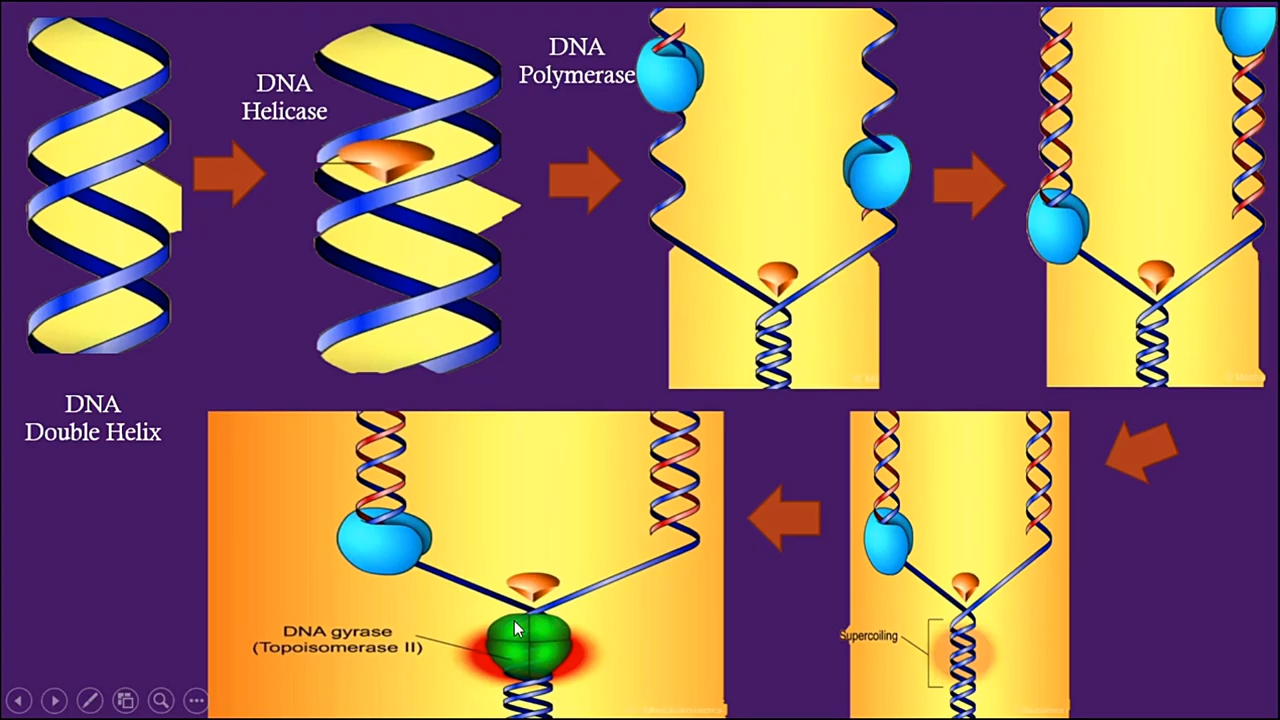 DNA
Helicase
DNA
Polymerase
DNA
Double Helix
DNA gyrase
(Topoisomerase II)
Supercoiling